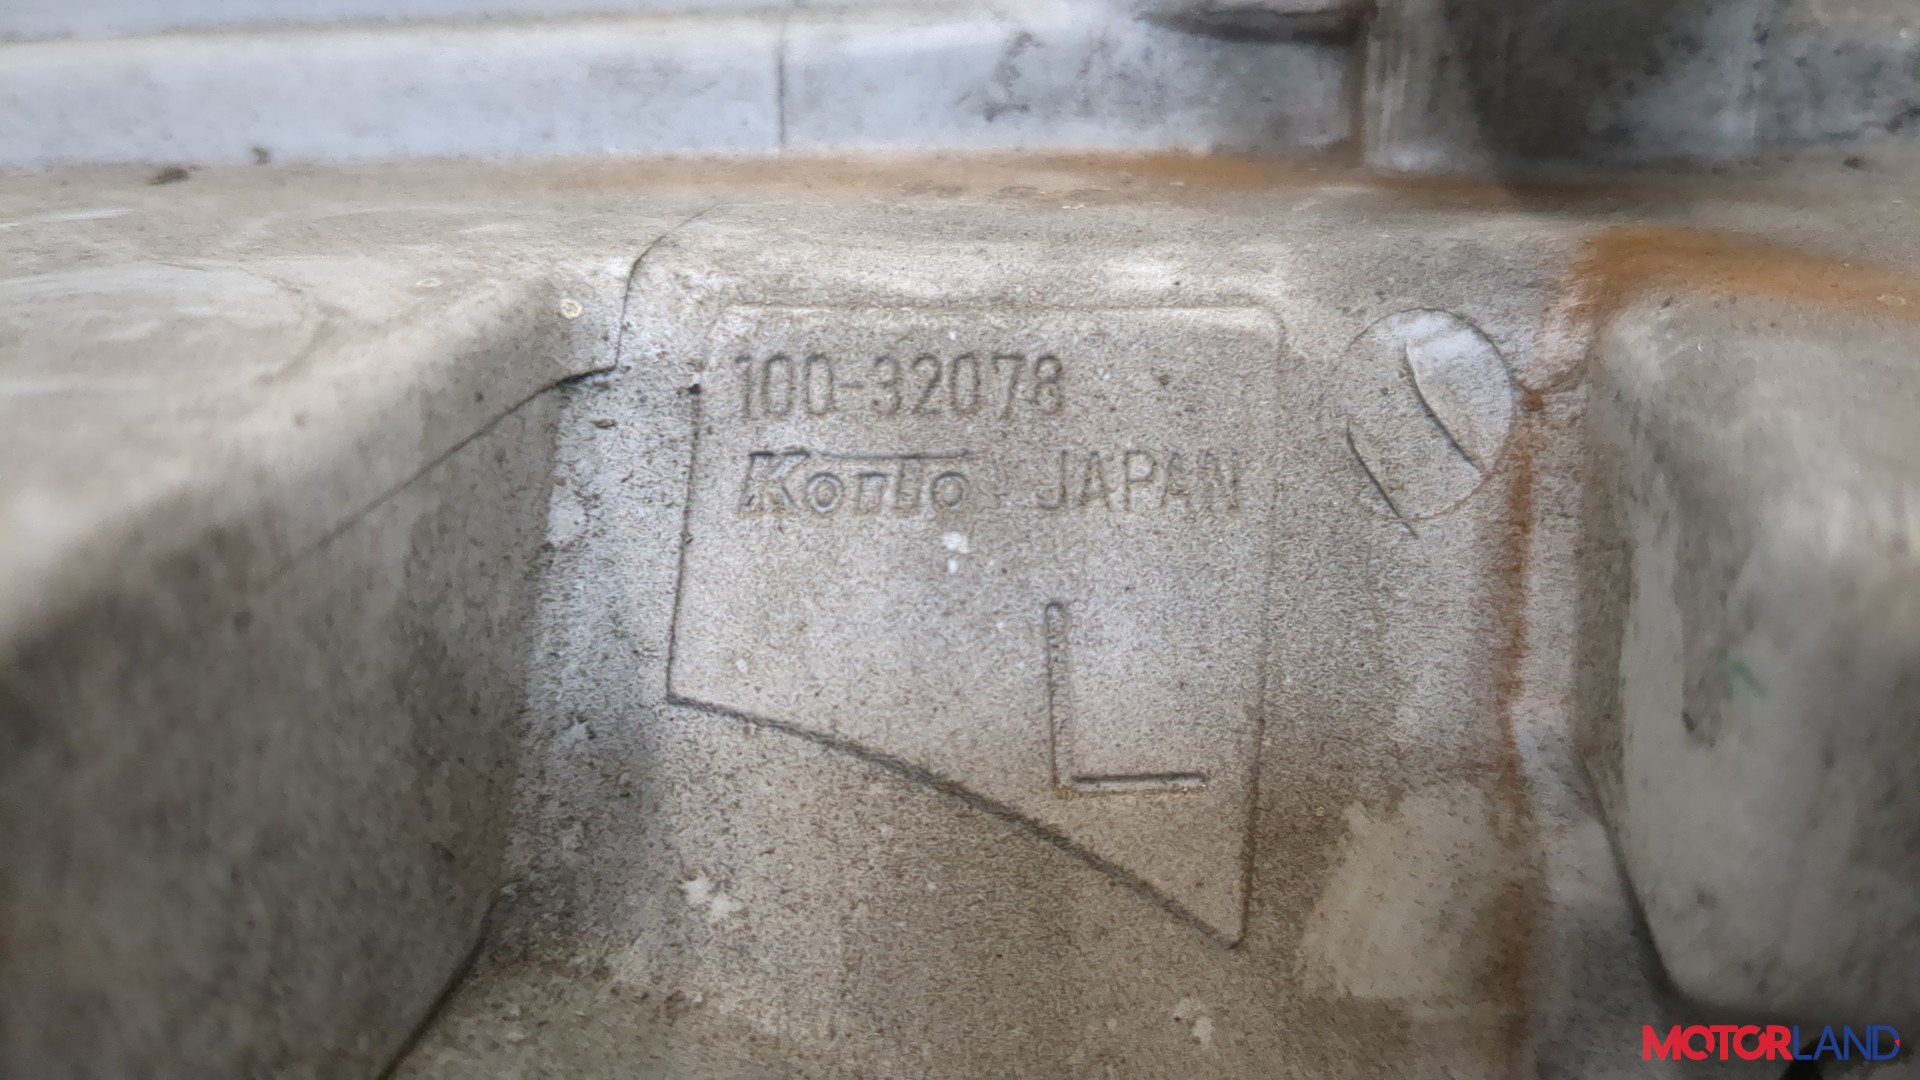 100-32078
Koito JAPAN
L
MOTORLAND